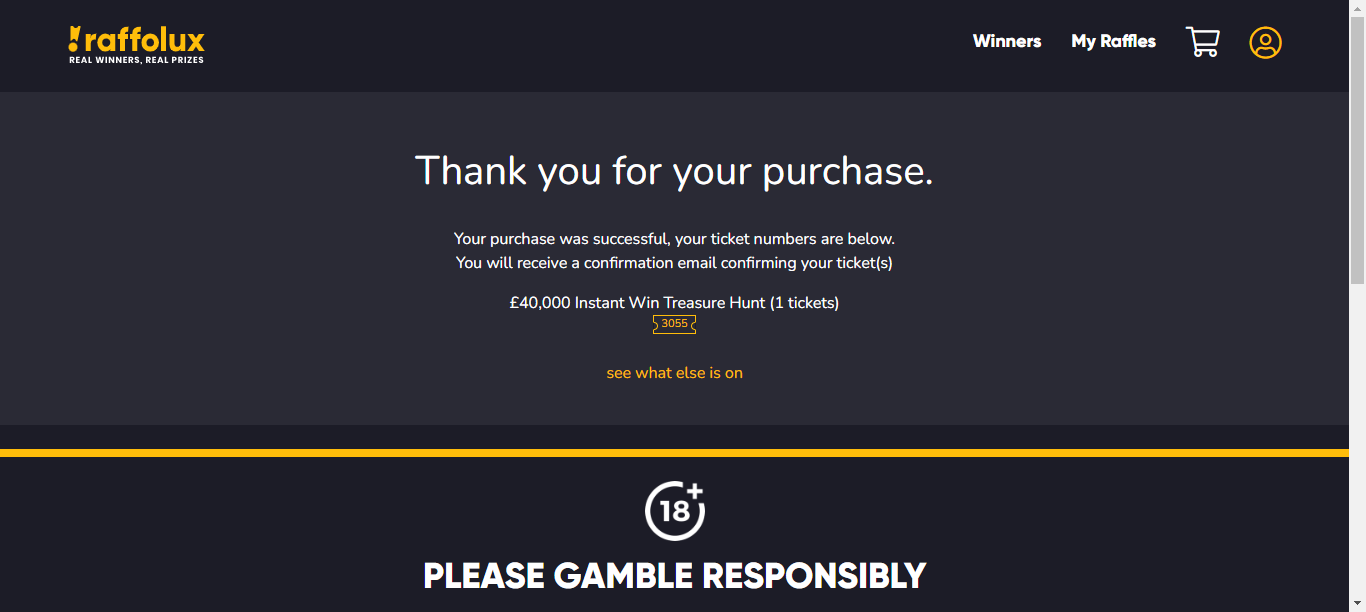 raffolux
REAL WINNERS, REAL PRIZES
Winners
My Raffles
Thank you for your purchase.
Your purchase was successful, your ticket numbers are below.
You will receive a confirmation email confirming your ticket(s)
£40,000 Instant Win Treasure Hunt (1 tickets)
3055
see what else is on
18+
PLEASE GAMBLE RESPONSIBLY